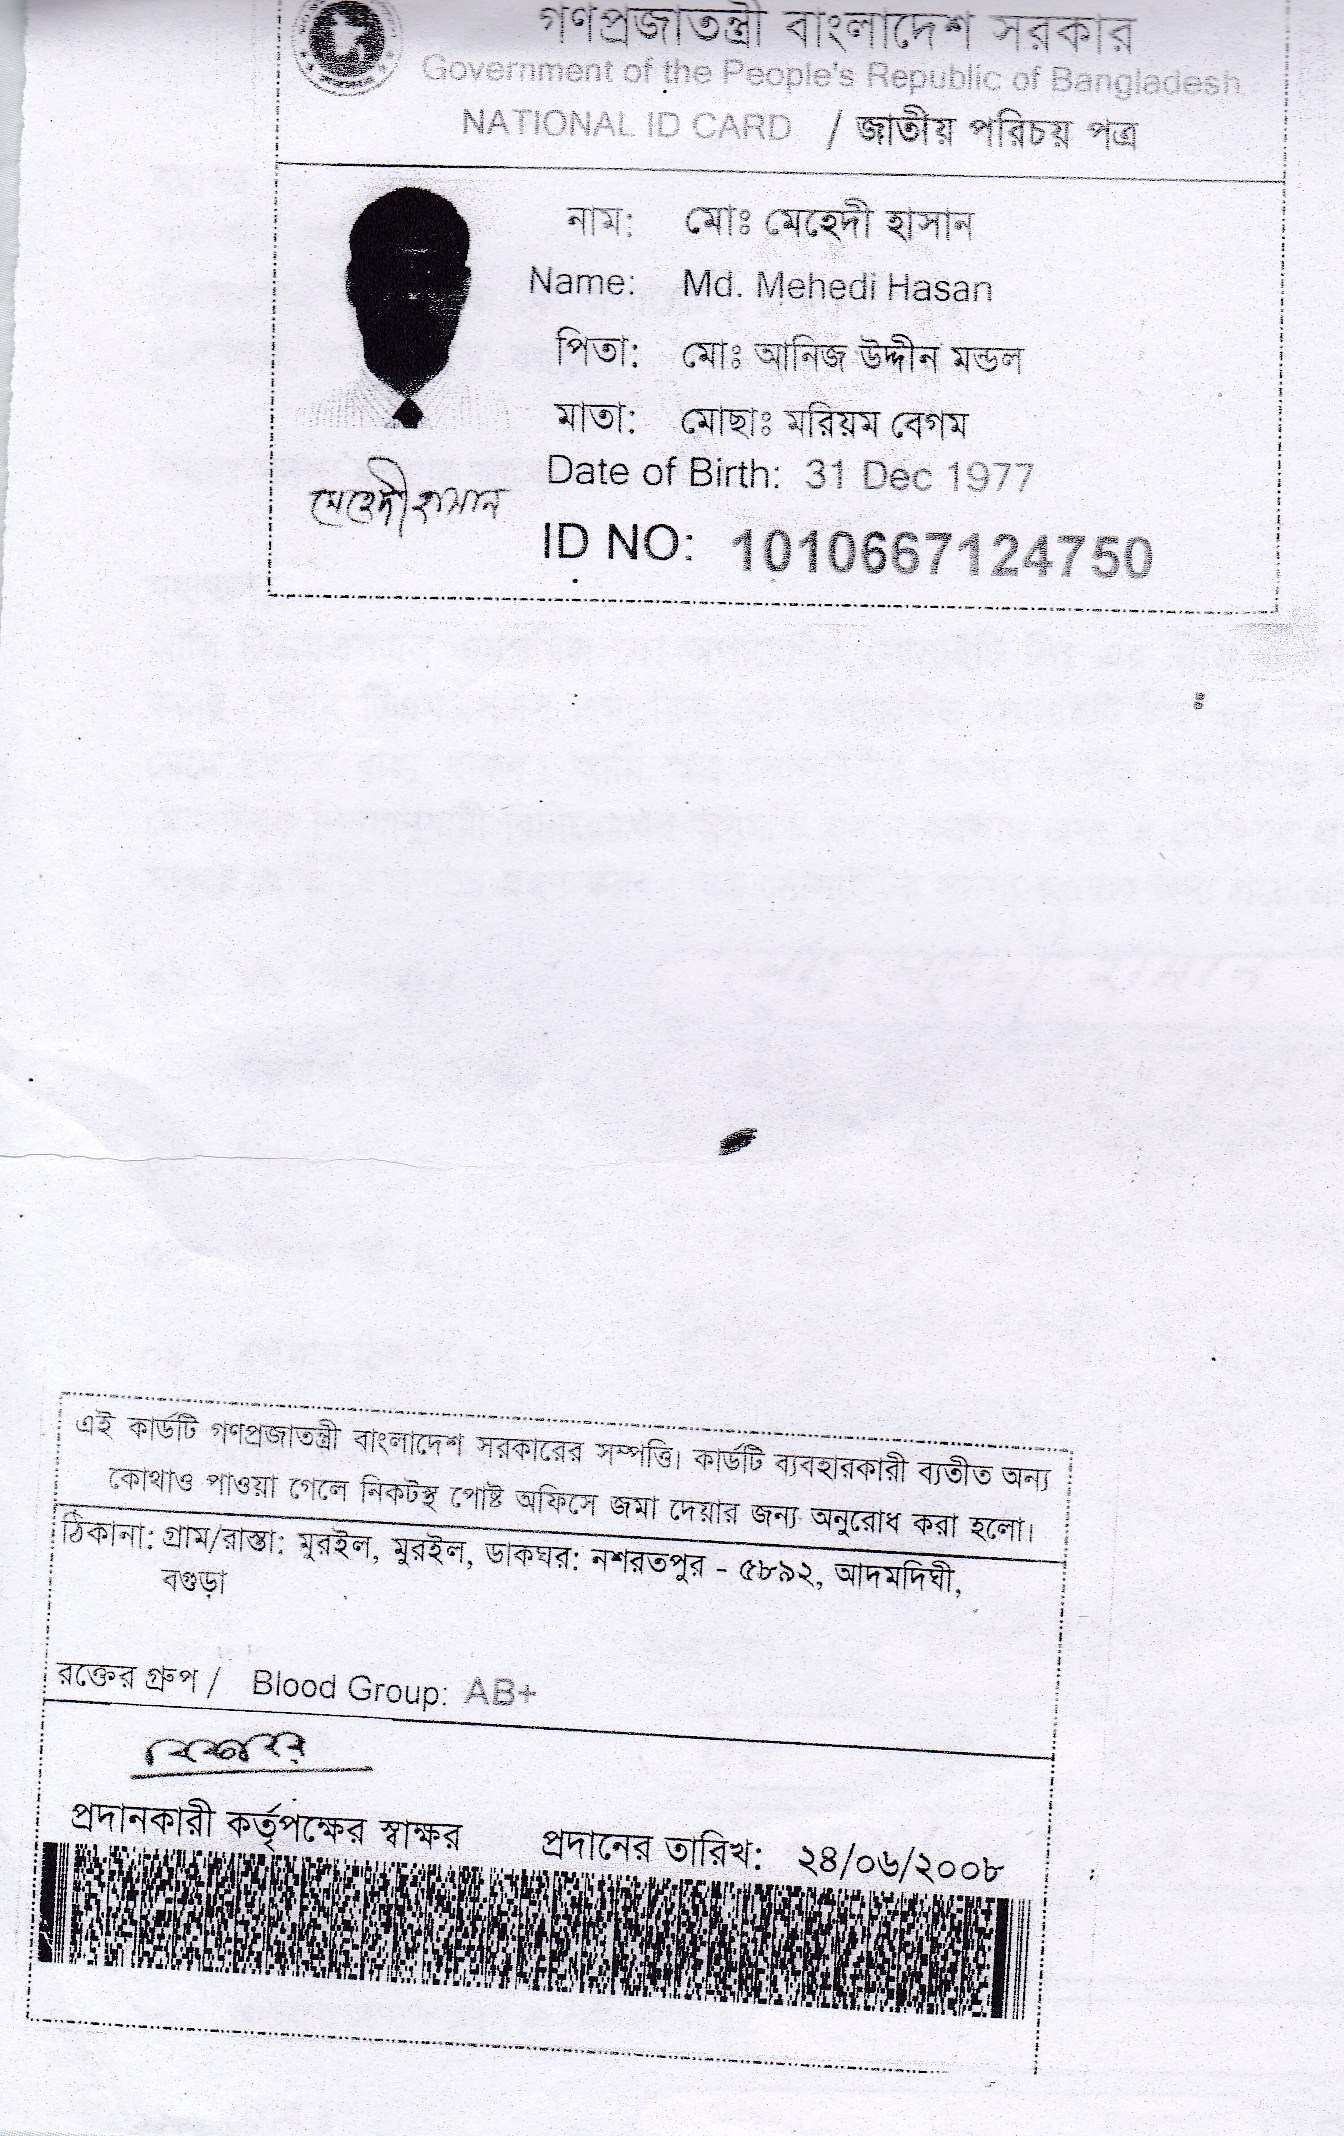 গণপ্রজাতন্ত্রী বাংলাদেশ সরকার
Government of the People's Republic of Bangladesh
NATIONAL ID CARD / জাতীয় পরিচয় পত্র
নাম: মোঃ মেহেদী হাসান
Name: Md. Mehedi Hasan
পিতা: মোঃ আনিজ উদ্দীন মন্ডল
মাতা: মোছাঃ মরিয়ম বেগম
Date of Birth: 31 Dec 1977
মেহেদী হাসান
ID NO: 1010667124750
এই কার্ডটি গণপ্রজাতন্ত্রী বাংলাদেশ সরকারের সম্পত্তি। কার্ডটি ব্যবহারকারী ব্যতীত অন্য
কোথাও পাওয়া গেলে নিকটস্থ পোষ্ট অফিসে জমা দেয়ার জন্য অনুরোধ করা হলো।
ঠিকানা: গ্রাম/রাস্তা: মুরইল, মুরইল, ডাকঘর: নশরতপুর - ৫৮৯২, আদমদিঘী,
বগুড়া
রক্তের গ্রুপ / Blood Group: AB+
প্রদানকারী কর্তৃপক্ষের স্বাক্ষর প্রদানের তারিখ: ২৪/০৬/২০০৮